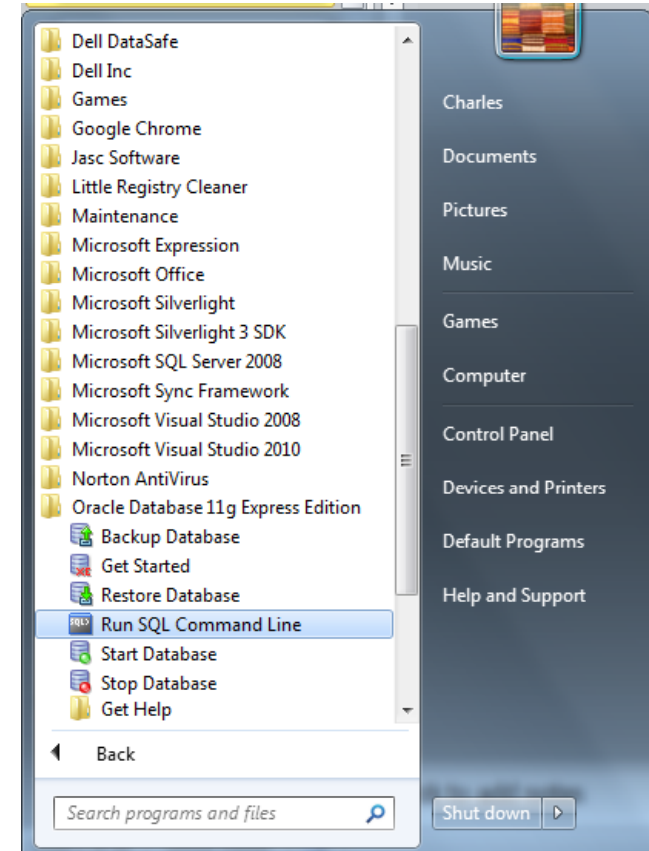 Dell DataSafe
Dell Inc
Games
Google Chrome
Jasc Software
Little Registry Cleaner
Maintenance
Microsoft Expression
Microsoft Office
Microsoft Silverlight
Microsoft Silverlight 3 SDK
Microsoft SQL Server 2008
Microsoft Sync Framework
Microsoft Visual Studio 2008
Microsoft Visual Studio 2010
Norton AntiVirus
Oracle Database 11g Express Edition
Backup Database
Get Started
Restore Database
Run SQL Command Line
Start Database
Stop Database
Get Help
Back
Search programs and files
Charles
Documents
Pictures
Music
Games
Computer
Control Panel
Devices and Printers
Default Programs
Help and Support
Shut down